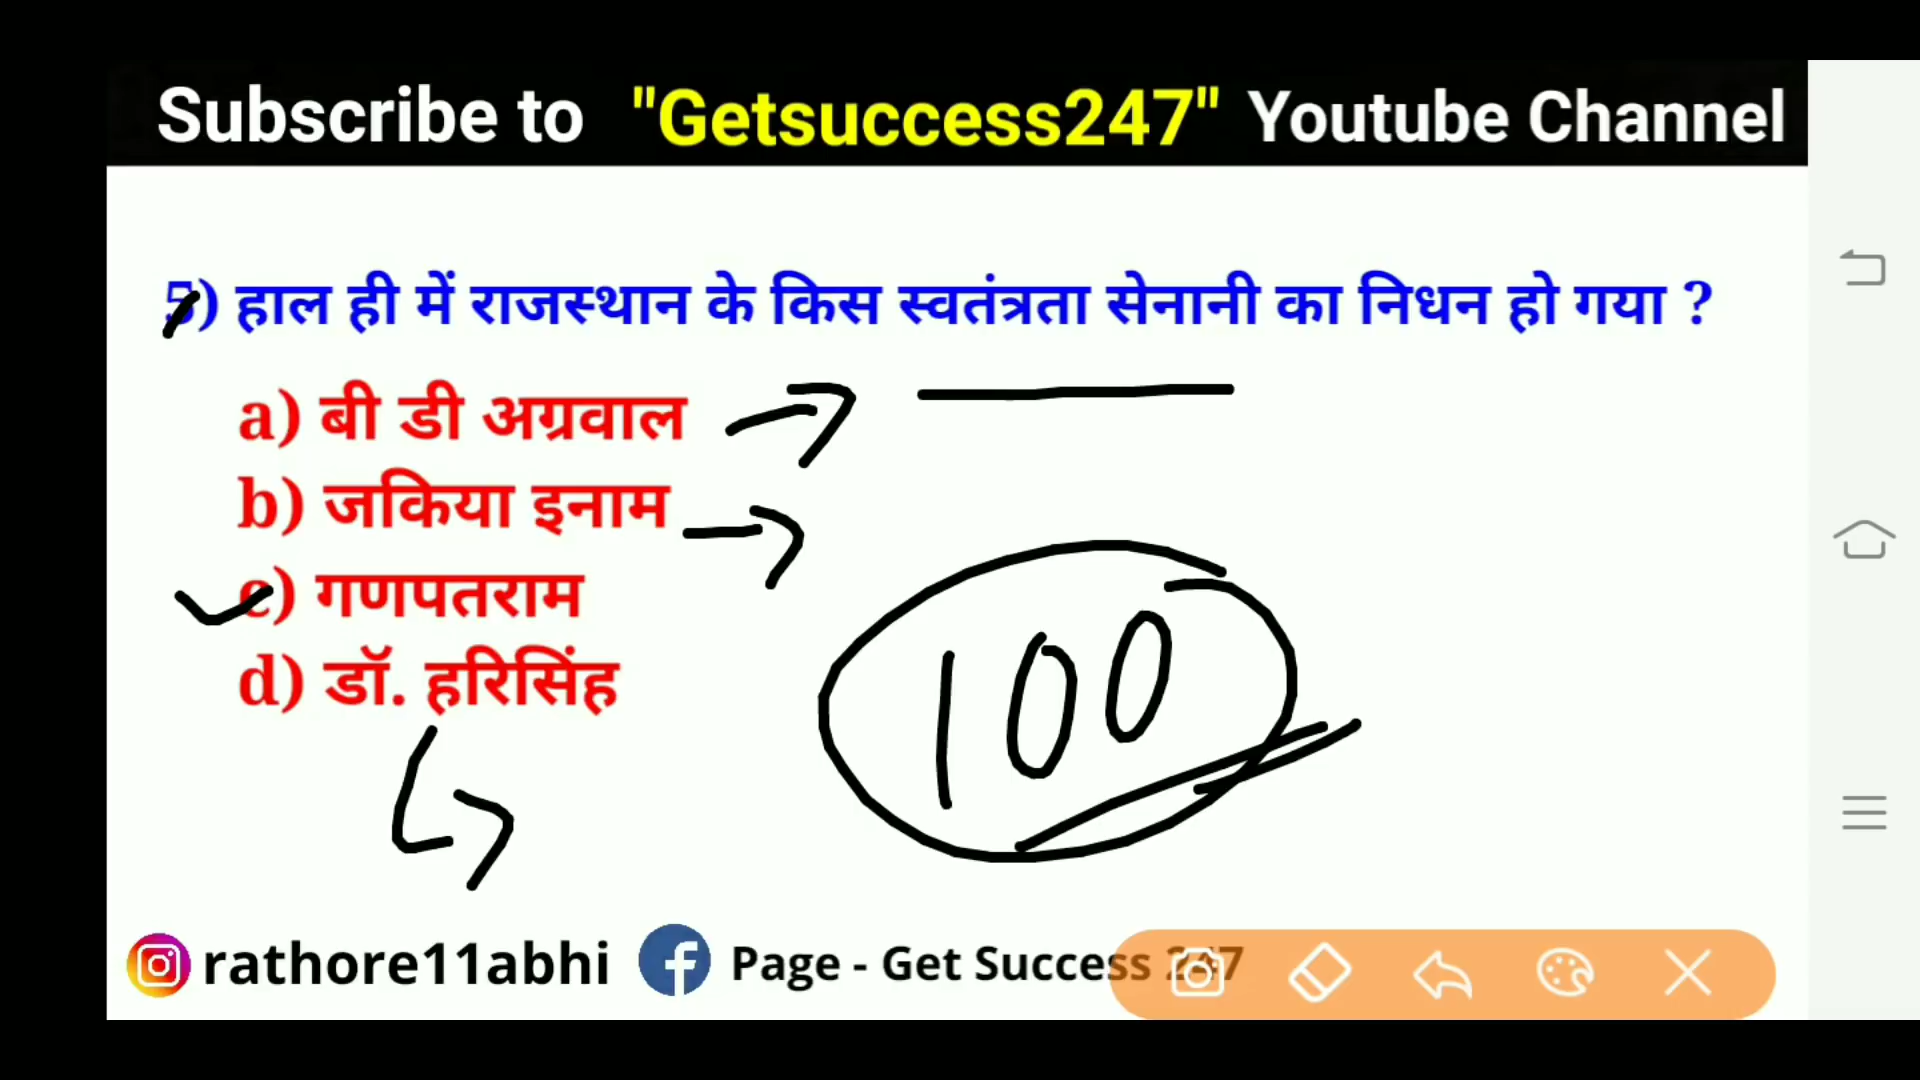 Subscribe to "Getsuccess247" Youtube Channel
5) हाल ही में राजस्थान के किस स्वतंत्रता सेनानी का निधन हो गया ?
a) बी डी अग्रवाल
b) जकिया इनाम
c) गणपतराम
d) डॉ. हरिसिंह
100
rathore11abhi Page - Get Success 247